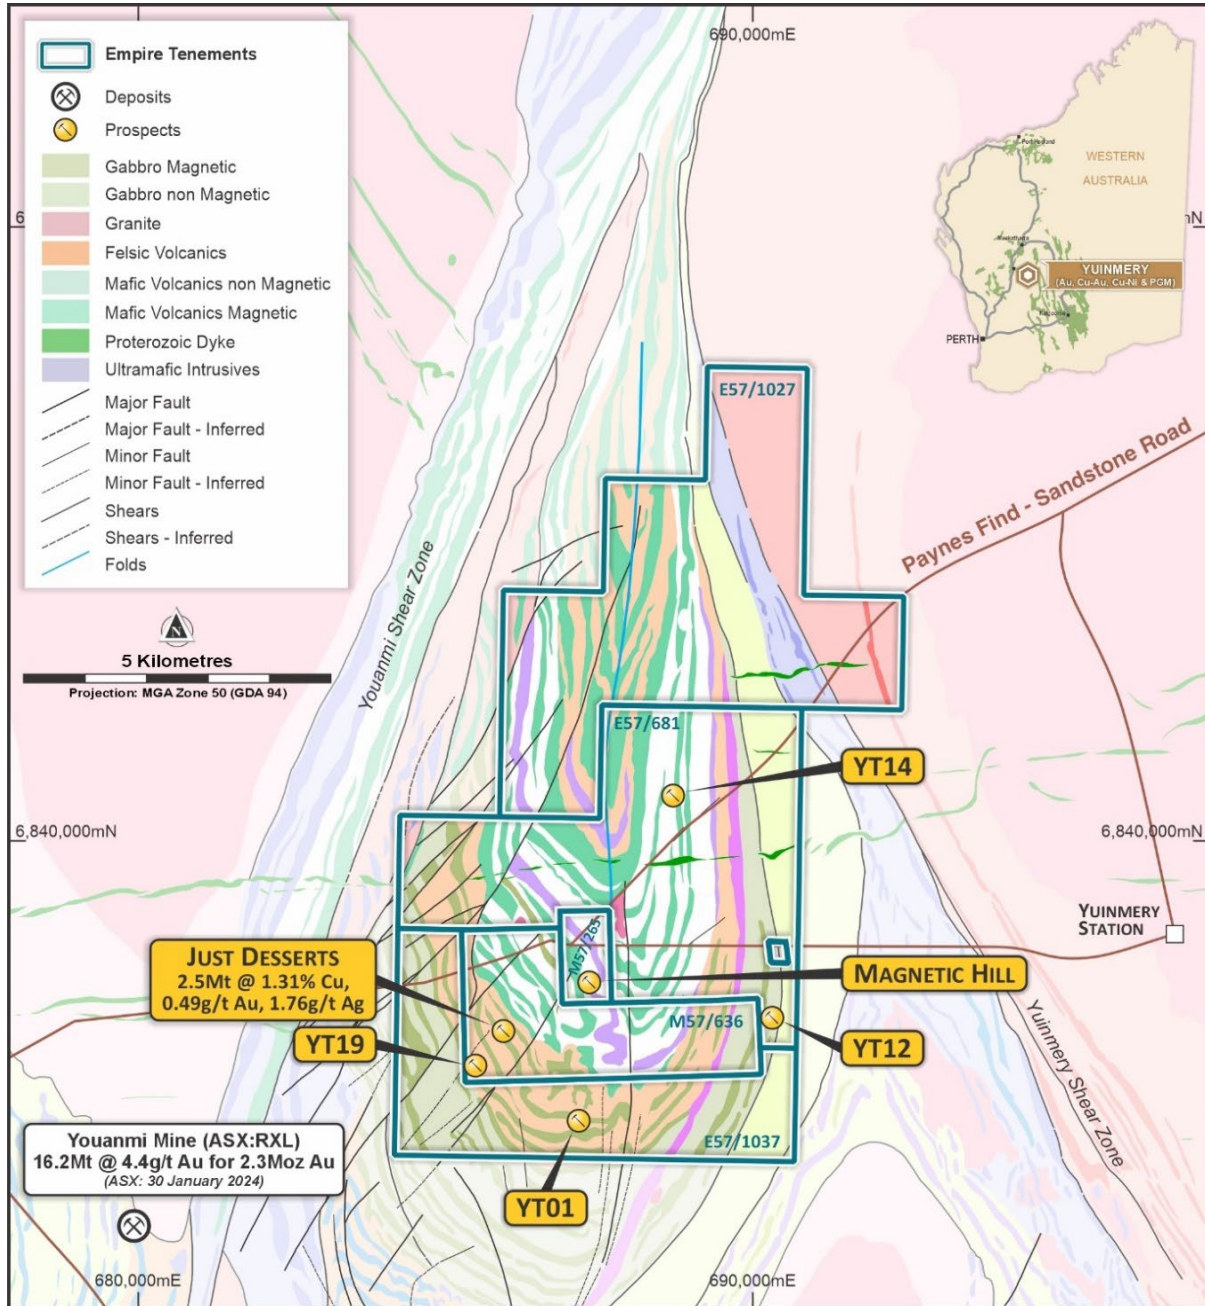 690,000mE
Empire Tenements
Deposits
Prospects
Gabbro Magnetic
Gabbro non Magnetic
Granite
Felsic Volcanics
Mafic Volcanics non Magnetic
Mafic Volcanics Magnetic
Proterozoic Dyke
Ultramafic Intrusives
Major Fault
Major Fault - Inferred
Minor Fault
Minor Fault - Inferred
Shears
Shears - Inferred
Folds
N
5 Kilometres
Projection: MGA Zone 50 (GDA 94)
WESTERN
AUSTRALIA
YUINMERY
(Au, Cu-Au, Cu-Ni & PGM)
PERTH
E57/1027
Paynes Find - Sandstone Road
Youanmi Shear Zone
E57/681
YT14
6,840,000mN
6,840,000mN
YUINMERY
STATION
M57/265
JUST DESSERTS
2.5Mt @ 1.31% Cu,
0.49g/t Au, 1.76g/t Ag
MAGNETIC HILL
M57/636
YT19
YT12
Yuinmery Shear Zone
E57/1037
Youanmi Mine (ASX:RXL)
16.2Mt @ 4.4g/t Au for 2.3Moz Au
(ASX: 30 January 2024)
YT01
680,000mE
690,000mE